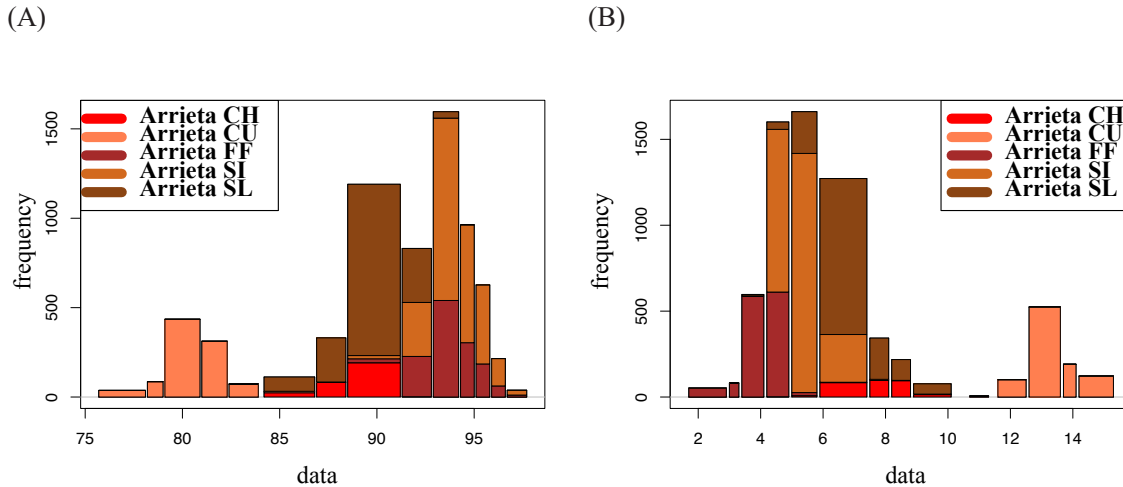 (A)
Arrieta CH
Arrieta CU
Arrieta FF
Arrieta SI
Arrieta SL
frequency
0
500
1000
1500
75
80
85
90
95
data
(B)
Arrieta CH
Arrieta CU
Arrieta FF
Arrieta SI
Arrieta SL
frequency
0
500
1000
1500
2
4
6
8
10
12
14
data